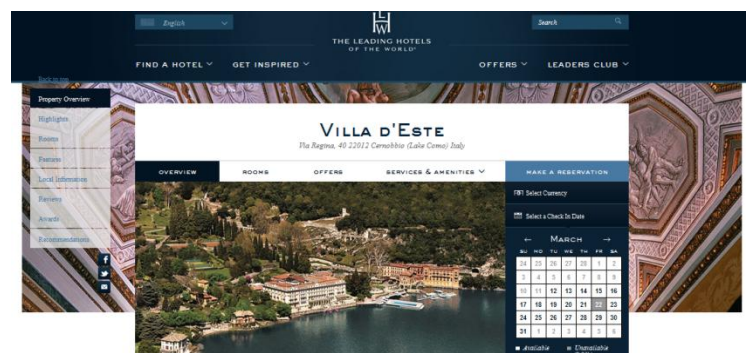 English
Search
L
H
W
THE LEADING HOTELS
OF THE WORLD®
FIND A HOTEL
GET INSPIRED
OFFERS
LEADERS CLUB
Back to top
Property Overview
Highlights
Rooms
Features
Local Information
Reviews
Awards
Recommendations
VILLA D'ESTE
Via Regina, 40 22012 Cernobbio (Lake Como) Italy
OVERVIEW
ROOMS
OFFERS
SERVICES & AMENITIES
MAKE A RESERVATION
Select Currency
Select a Check In Date
← MARCH →
SU MO TU WE TH FR SA
24 25 26 27 28 1 2
3 4 5 6 7 8 9
10 11 12 13 14 15 16
17 18 19 20 21 22 23
24 25 26 27 28 29 30
31 1 2 3 4 5 6
Available
Unavailable